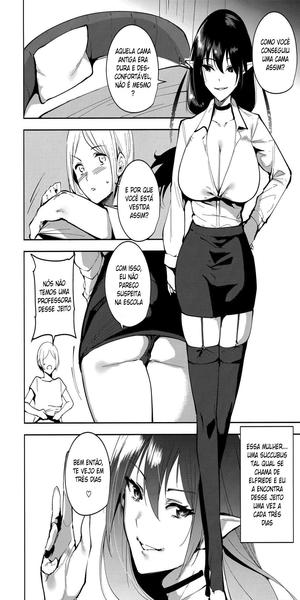 COMO VOCÊ
CONSEGUIU
UMA CAMA
ASSIM?
AQUELA CAMA
ANTIGA ERA
DURA E DES-
CONFORTÁVEL,
NÃO É MESMO
?
E POR QUE
VOCÊ ESTÁ
VESTIDA
ASSIM?
COM ISSO, EU
NÃO
PAREÇO
SUSPEITA
NA ESCOLA
NÓS NÃO
TEMOS UMA
PROFESSORA
DESSE JEITO
ESSA MULHER...
UMA SUCCUBUS
TAL QUAL SE
CHAMA DE
ELFRIEDE E EU
A ENCONTRA
DESSE JEITO
UMA VEZ A
CADA TRÊS
DIAS
BEM ENTÃO,
TE VEJO EM
TRÊS DIAS
♡